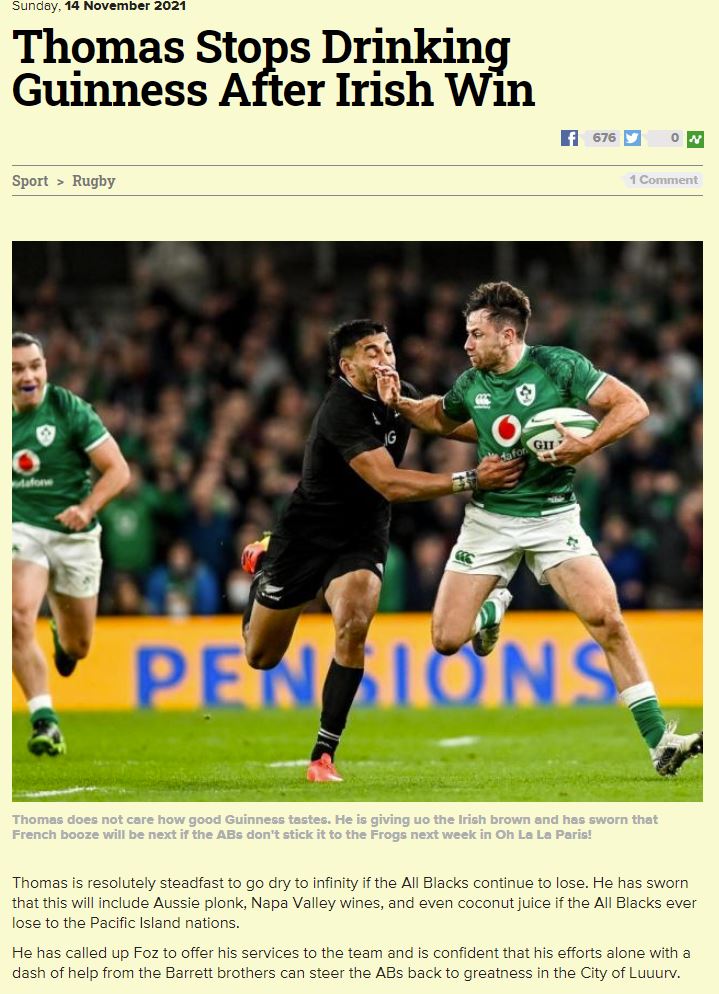 Sunday, 14 November 2021
Thomas Stops Drinking
Guinness After Irish Win
676 0
Sport > Rugby
1 Comment
vodafone
GIL
PENSIONS
Thomas does not care how good Guinness tastes. He is giving uo the Irish brown and has sworn that
French booze will be next if the ABs don't stick it to the Frogs next week in Oh La La Paris!
Thomas is resolutely steadfast to go dry to infinity if the All Blacks continue to lose. He has sworn
that this will include Aussie plonk, Napa Valley wines, and even coconut juice if the All Blacks ever
lose to the Pacific Island nations.
He has called up Foz to offer his services to the team and is confident that his efforts alone with a
dash of help from the Barrett brothers can steer the ABs back to greatness in the City of Luuurv.